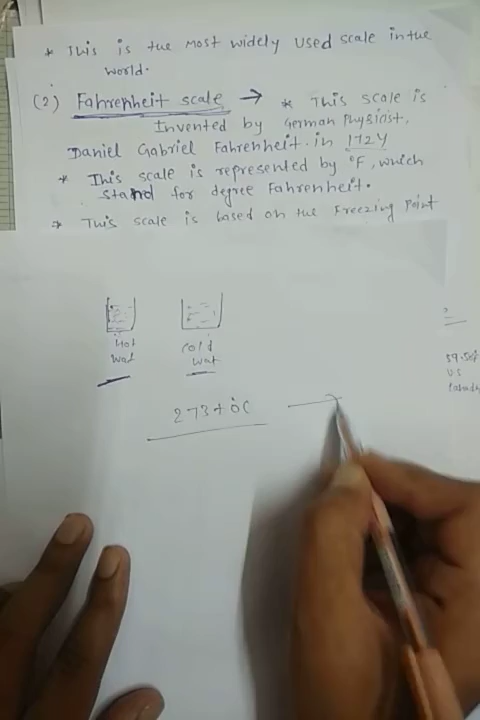 * This is the most widely used scale in the
world.
(2) Fahrenheit scale → * This scale is
Invented by German Physicist,
Daniel Gabriel Fahrenheit. in 1724
* This scale is represented by °F, which
stand for degree Fahrenheit.
* This scale is based on the Freezing Point
Hot
Wat
cold
wat
273 + °C
U.S